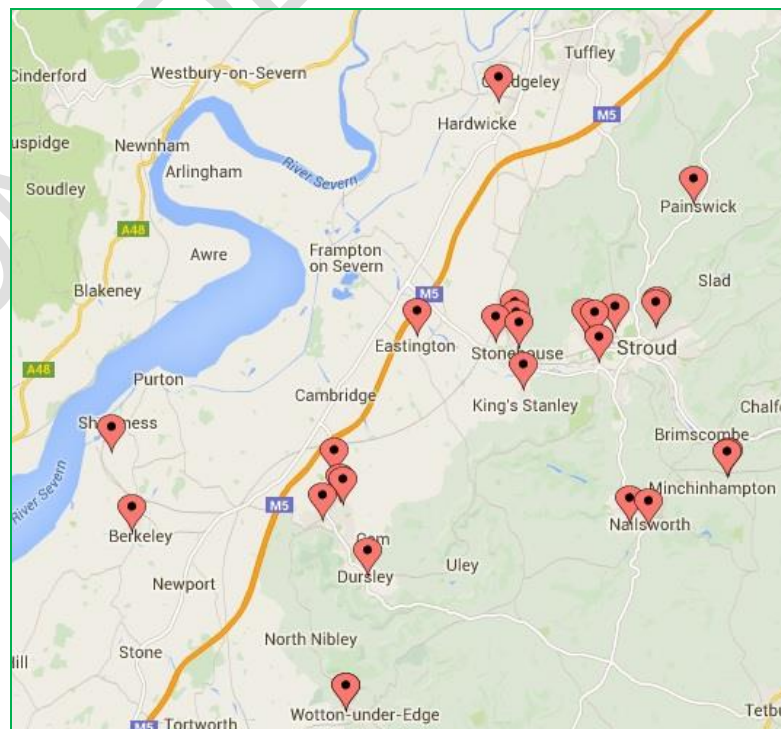 Tuffley
Cinderford
Westbury-on-Severn
Hardwicke
M5
uspidge
Newnham
River Severn
Arlingham
Soudley
Painswick
A48
Awre
Frampton
on Severn
Slad
Blakeney
M5
Eastington
Stonehouse
Stroud
A48
Purton
Cambridge
King's Stanley
Chalf
Brimscombe
River Severn
Minchinhampton
M5
Nailsworth
Berkeley
Uley
Newport
Dursley
North Nibley
Stone
ill
Wotton-under-Edge
Tetbu
M5
Tortworth